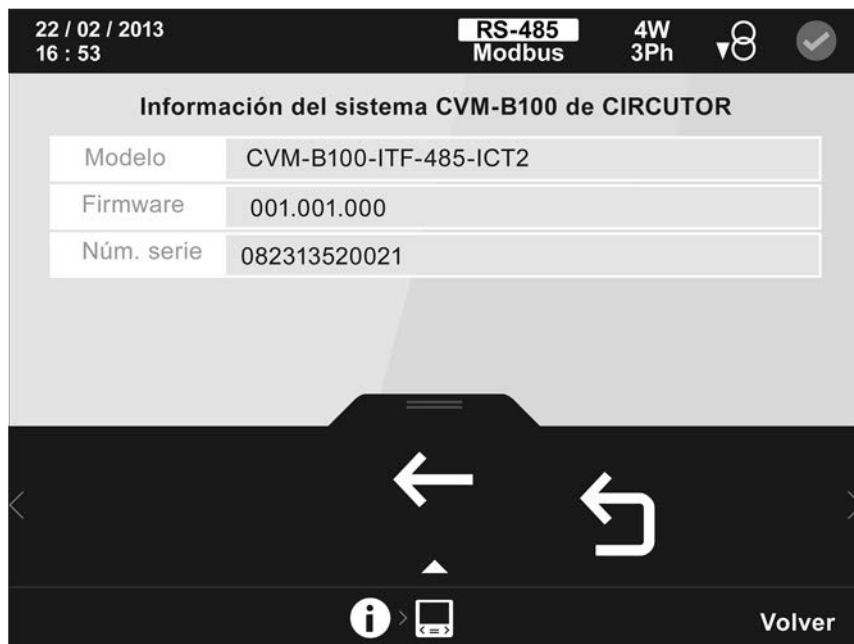 22 / 02 / 2013
16 : 53
RS-485
Modbus
4W
3Ph
Información del sistema CVM-B100 de CIRCUTOR
Modelo CVM-B100-ITF-485-ICT2
Firmware 001.001.000
Núm. serie 082313520021
Volver